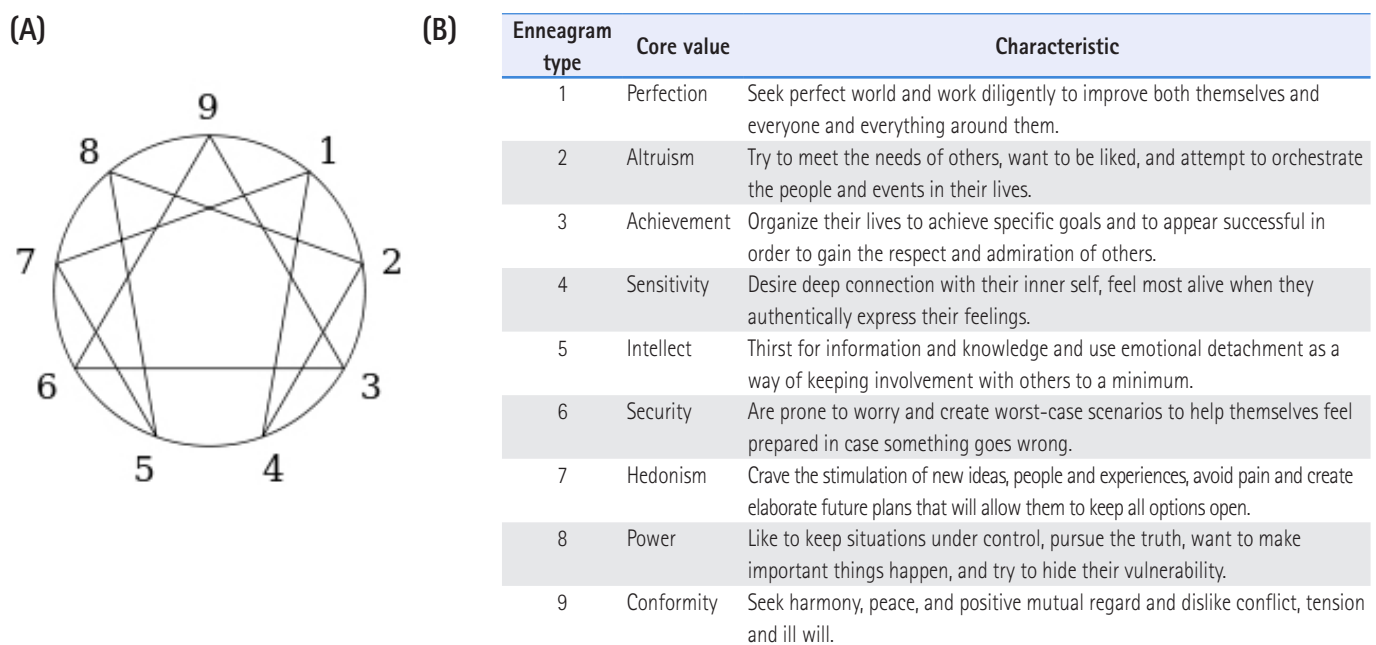 (A)
9
8
1
7
2
6
3
5
4
(B)
Enneagram type Core value Characteristic
1 Perfection Seek perfect world and work diligently to improve both themselves and
everyone and everything around them.
2 Altruism Try to meet the needs of others, want to be liked, and attempt to orchestrate
the people and events in their lives.
3 Achievement Organize their lives to achieve specific goals and to appear successful in
order to gain the respect and admiration of others.
4 Sensitivity Desire deep connection with their inner self, feel most alive when they
authentically express their feelings.
5 Intellect Thirst for information and knowledge and use emotional detachment as a
way of keeping involvement with others to a minimum.
6 Security Are prone to worry and create worst-case scenarios to help themselves feel
prepared in case something goes wrong.
7 Hedonism Crave the stimulation of new ideas, people and experiences, avoid pain and create
elaborate future plans that will allow them to keep all options open.
8 Power Like to keep situations under control, pursue the truth, want to make
important things happen, and try to hide their vulnerability.
9 Conformity Seek harmony, peace, and positive mutual regard and dislike conflict, tension
and ill will.